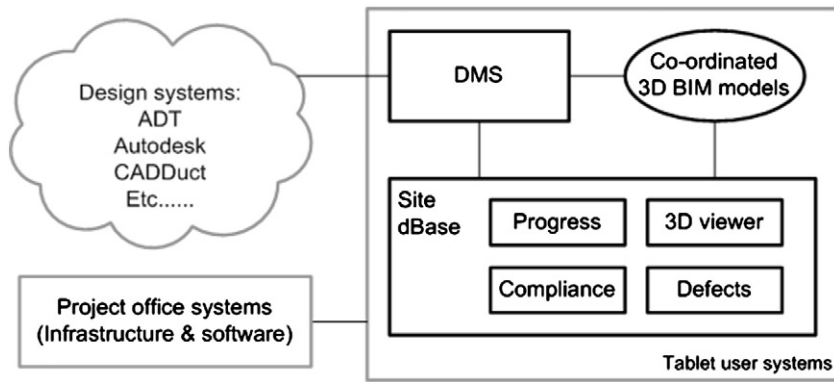 Design systems:
ADT
Autodesk
CADDuct
Etc......
DMS
Co-ordinated
3D BIM models
Site
dBase
Progress
3D viewer
Compliance
Defects
Project office systems
(Infrastructure & software)
Tablet user systems